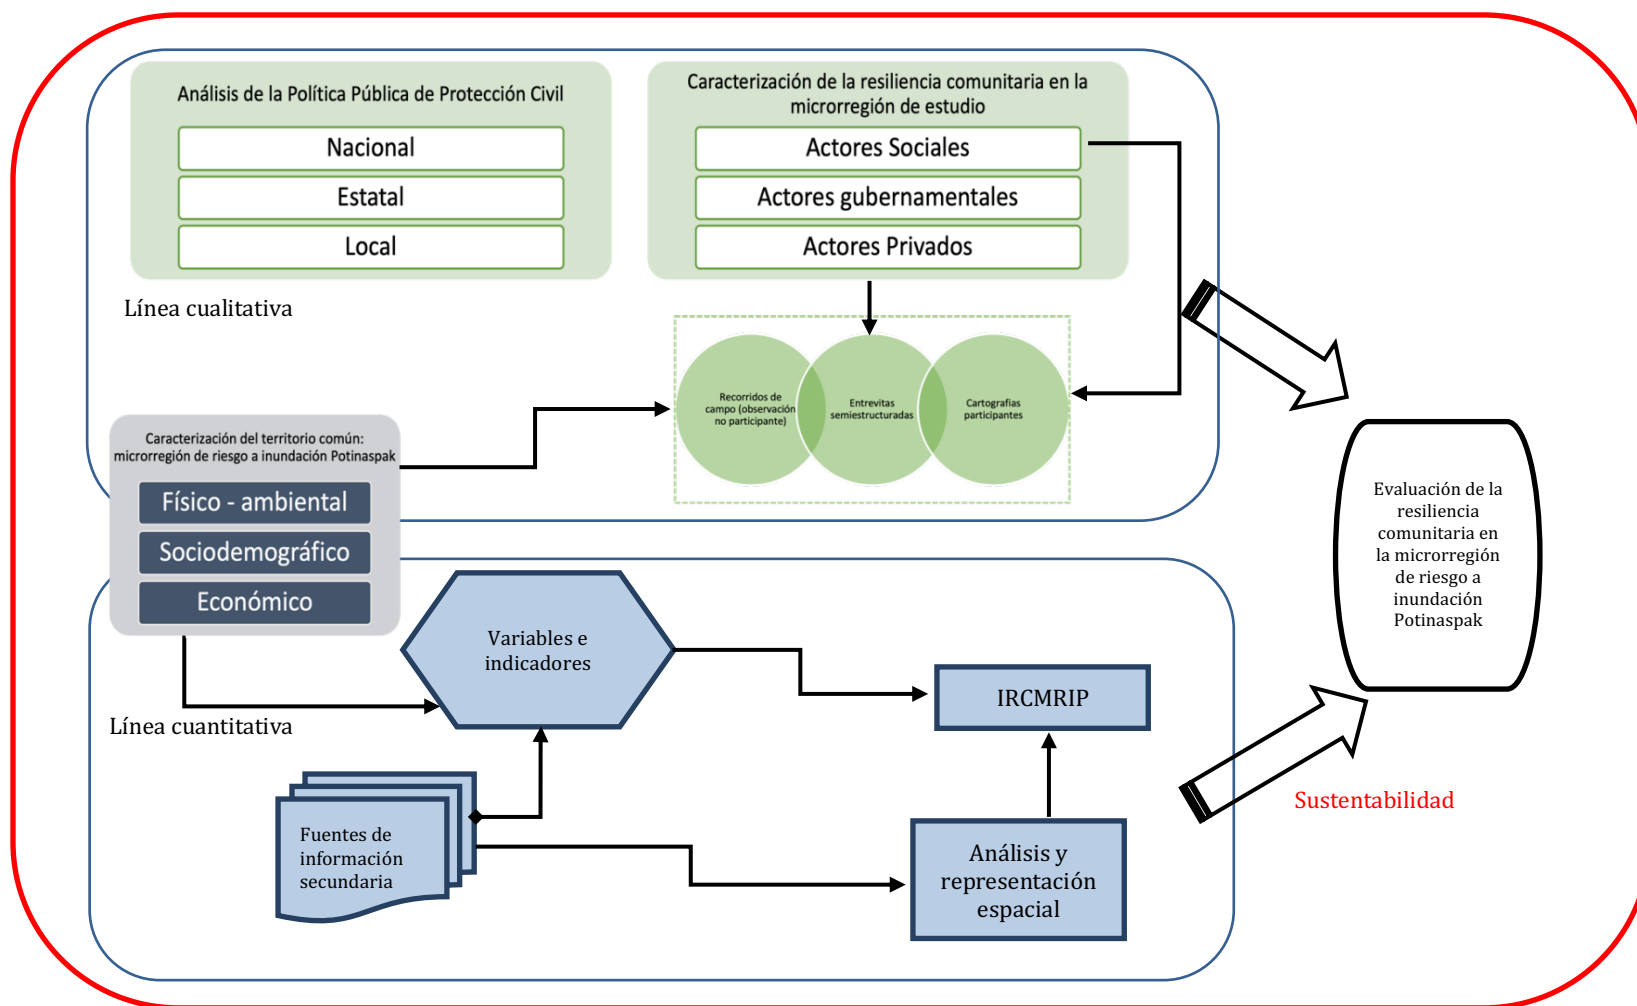 Análisis de la Política Pública de Protección Civil
Nacional
Estatal
Local
Caracterización de la resiliencia comunitaria en la
microrregión de estudio
Actores Sociales
Actores gubernamentales
Actores Privados
Línea cualitativa
Recorridos de
campo (observación
no participante)
Entrevitas
semiestructuradas
Cartografias
participantes
Caracterización del territorio común:
microrregión de riesgo a inundación Potinaspak
Físico - ambiental
Sociodemográfico
Económico
Evaluación de la
resiliencia
comunitaria en
la microrregión
de riesgo a
inundación
Potinaspak
Variables e
indicadores
IRCMRIP
Línea cuantitativa
Fuentes de
información
secundaria
Análisis y
representación
espacial
Sustentabilidad